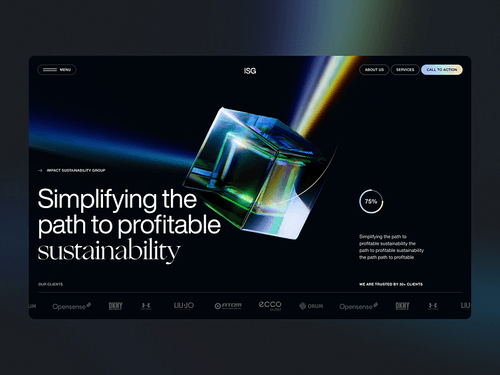 MENU
ISG
ABOUT US
SERVICES
CALL TO ACTION
IMPACT SUSTAINABILITY GROUP
Simplifying the
path to profitable
sustainability
75%
Simplifying the path to
profitable sustainability the
path to profitable sustainability
the path path to profitable
OUR CLIENTS
WE ARE TRUSTED BY 30+ CLIENTS
RUM
Opensense
DKNY
LIU·JO
ATOM
ecco
ORUM
Opensense
DKNY
LIU